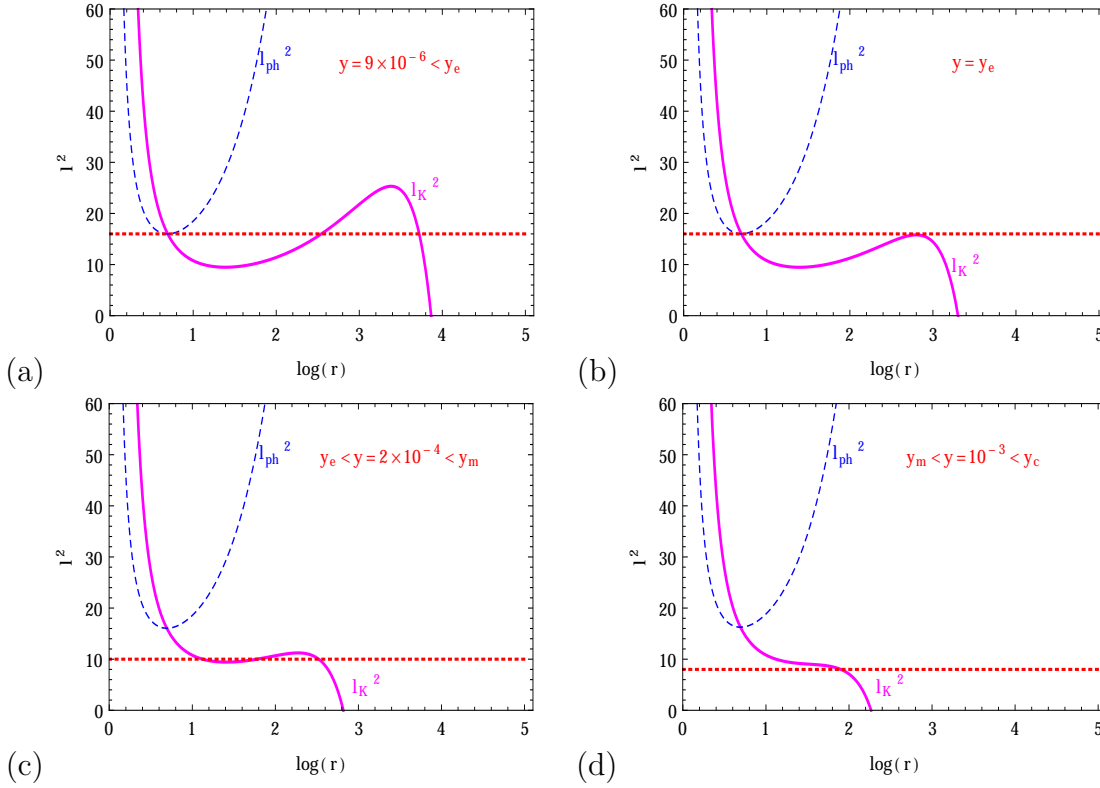 60
50
40
30
20
10
0
l²
l_ph²
y = 9×10⁻⁶ < y_e
l_K²
0 1 2 3 4 5
log(r)
(a)
60
50
40
30
20
10
0
l²
l_ph²
y = y_e
l_K²
0 1 2 3 4 5
log(r)
(b)
60
50
40
30
20
10
0
l²
l_ph²
y_e < y = 2×10⁻⁴ < y_m
l_K²
0 1 2 3 4 5
log(r)
(c)
60
50
40
30
20
10
0
l²
l_ph²
y_m < y = 10⁻³ < y_c
l_K²
0 1 2 3 4 5
log(r)
(d)